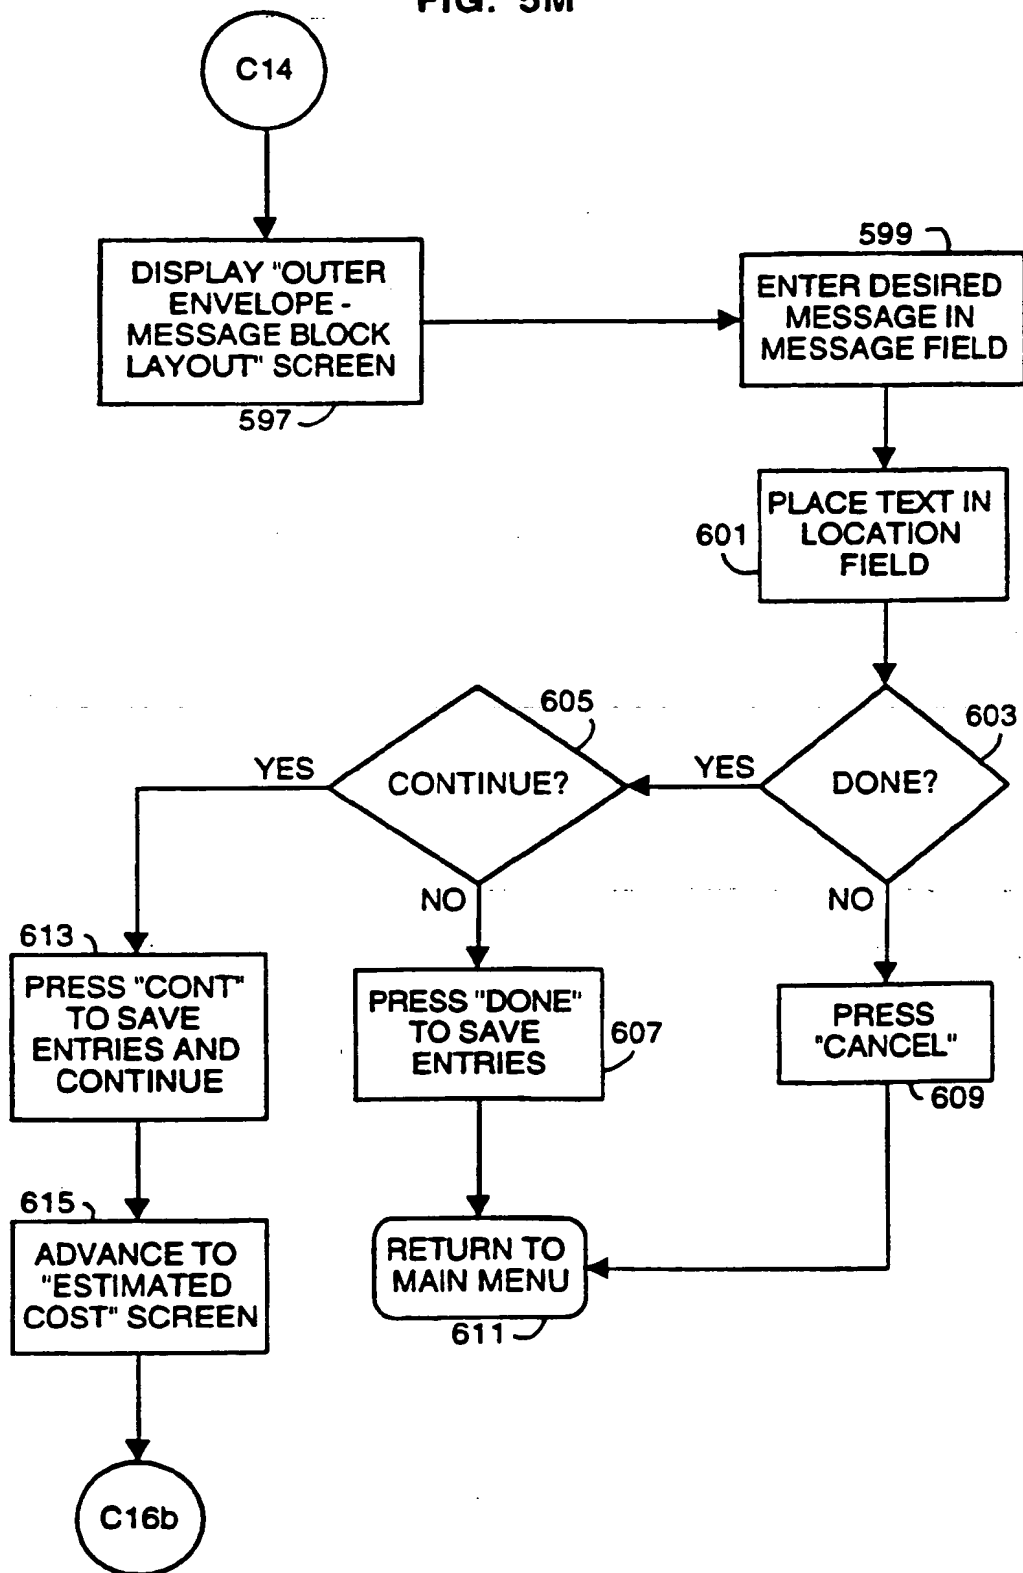 FIG. 5M
C14
DISPLAY "OUTER
ENVELOPE -
MESSAGE BLOCK
LAYOUT" SCREEN
597
599
ENTER DESIRED
MESSAGE IN
MESSAGE FIELD
PLACE TEXT IN
LOCATION
FIELD
601
603
DONE?
YES
NO
605
CONTINUE?
YES
NO
613
PRESS "CONT"
TO SAVE
ENTRIES AND
CONTINUE
PRESS "DONE"
TO SAVE
ENTRIES
607
PRESS
"CANCEL"
609
615
ADVANCE TO
"ESTIMATED
COST" SCREEN
RETURN TO
MAIN MENU
611
C16b